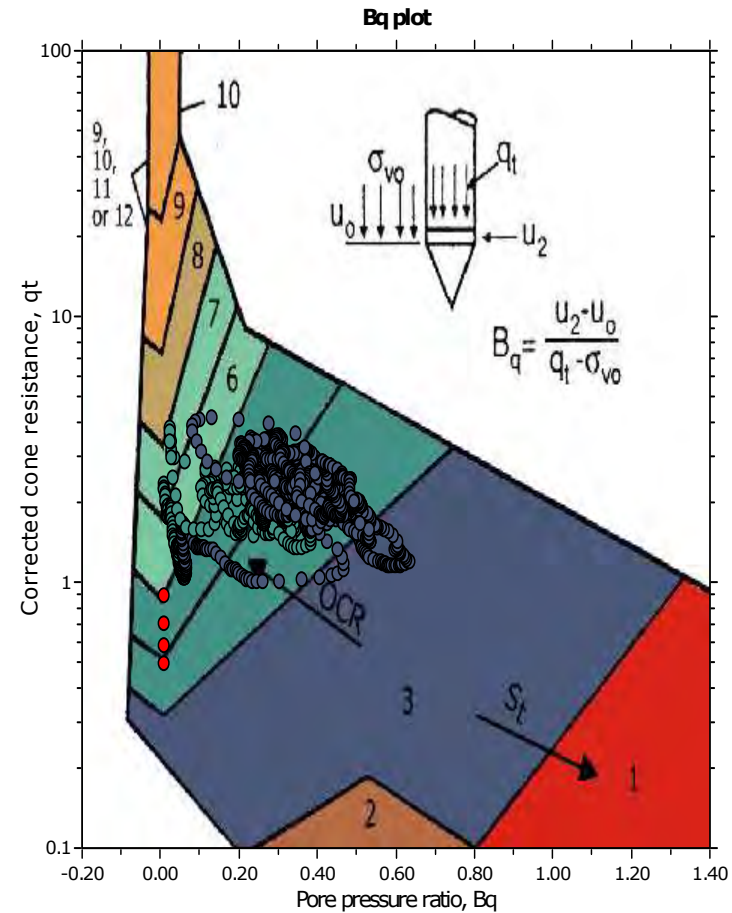 Bq plot
100
10
1
0.1
Corrected cone resistance, qt
-0.20 0.00 0.20 0.40 0.60 0.80 1.00 1.20 1.40
Pore pressure ratio, Bq
10
9,
10,
11
or 12
9
8
7
6
σvo
qt
uo
u2
Bq= u2-uo
qt-σvo
OCR
3
St
1
2